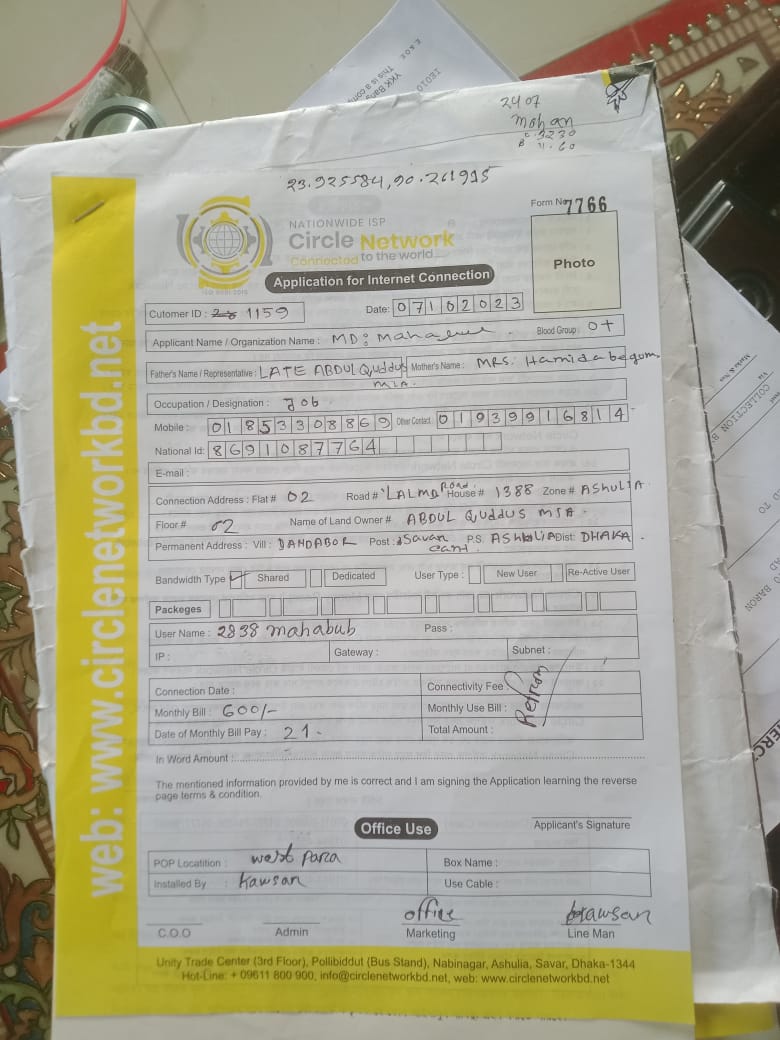 2407
mohan
c. 3230
B 11.60
23.925584,90.261915
Form No 7766
NATIONWIDE ISP
Circle Network
Connected to the world
ISO 9001:2015
Application for Internet Connection
Photo
Cutomer ID : 1159
Date: 07102023
Applicant Name / Organization Name : MD:
Blood Group : O+
Father's Name / Representative : LATE ABDUL Quddus MIA. Mother's Name : MRS. Hamida begum
Occupation / Designation : Job
Mobile : 01853308869 Other Contact : 01939916814
National Id: 8691087764
E-mail :
Connection Address : Flat # 02 Road # LALMA Road House # 1388 Zone # ASHULIA
Floor # 02 Name of Land Owner # ABDUL Quddus MIA.
Permanent Address : Vill : DANDABOR Post : Savar cant. P.S. AShULIA Dist: DHAKA.
Bandwidth Type Shared Dedicated User Type : New User Re-Active User
Packeges
User Name : 2838 mahabub Pass :
IP : Gateway : Subnet :
Connection Date : Connectivity Fee
Monthly Bill : 600/- Monthly Use Bill :
Date of Monthly Bill Pay : 21. Total Amount :
In Word Amount :
The mentioned information provided by me is correct and I am signing the Application learning the reverse
page terms & condition.
Applicant's Signature
Office Use
POP Locatition : west para Box Name :
Installed By Kawsan Use Cable :
office Kawsan
C.O.O Admin Marketing Line Man
Unity Trade Center (3rd Floor), Pollibiddut (Bus Stand), Nabinagar, Ashulia, Savar, Dhaka-1344
Hot-Line: + 09611 800 900, info@circlenetworkbd.net, web: www.circlenetworkbd.net
web: www.circlenetworkbd.net